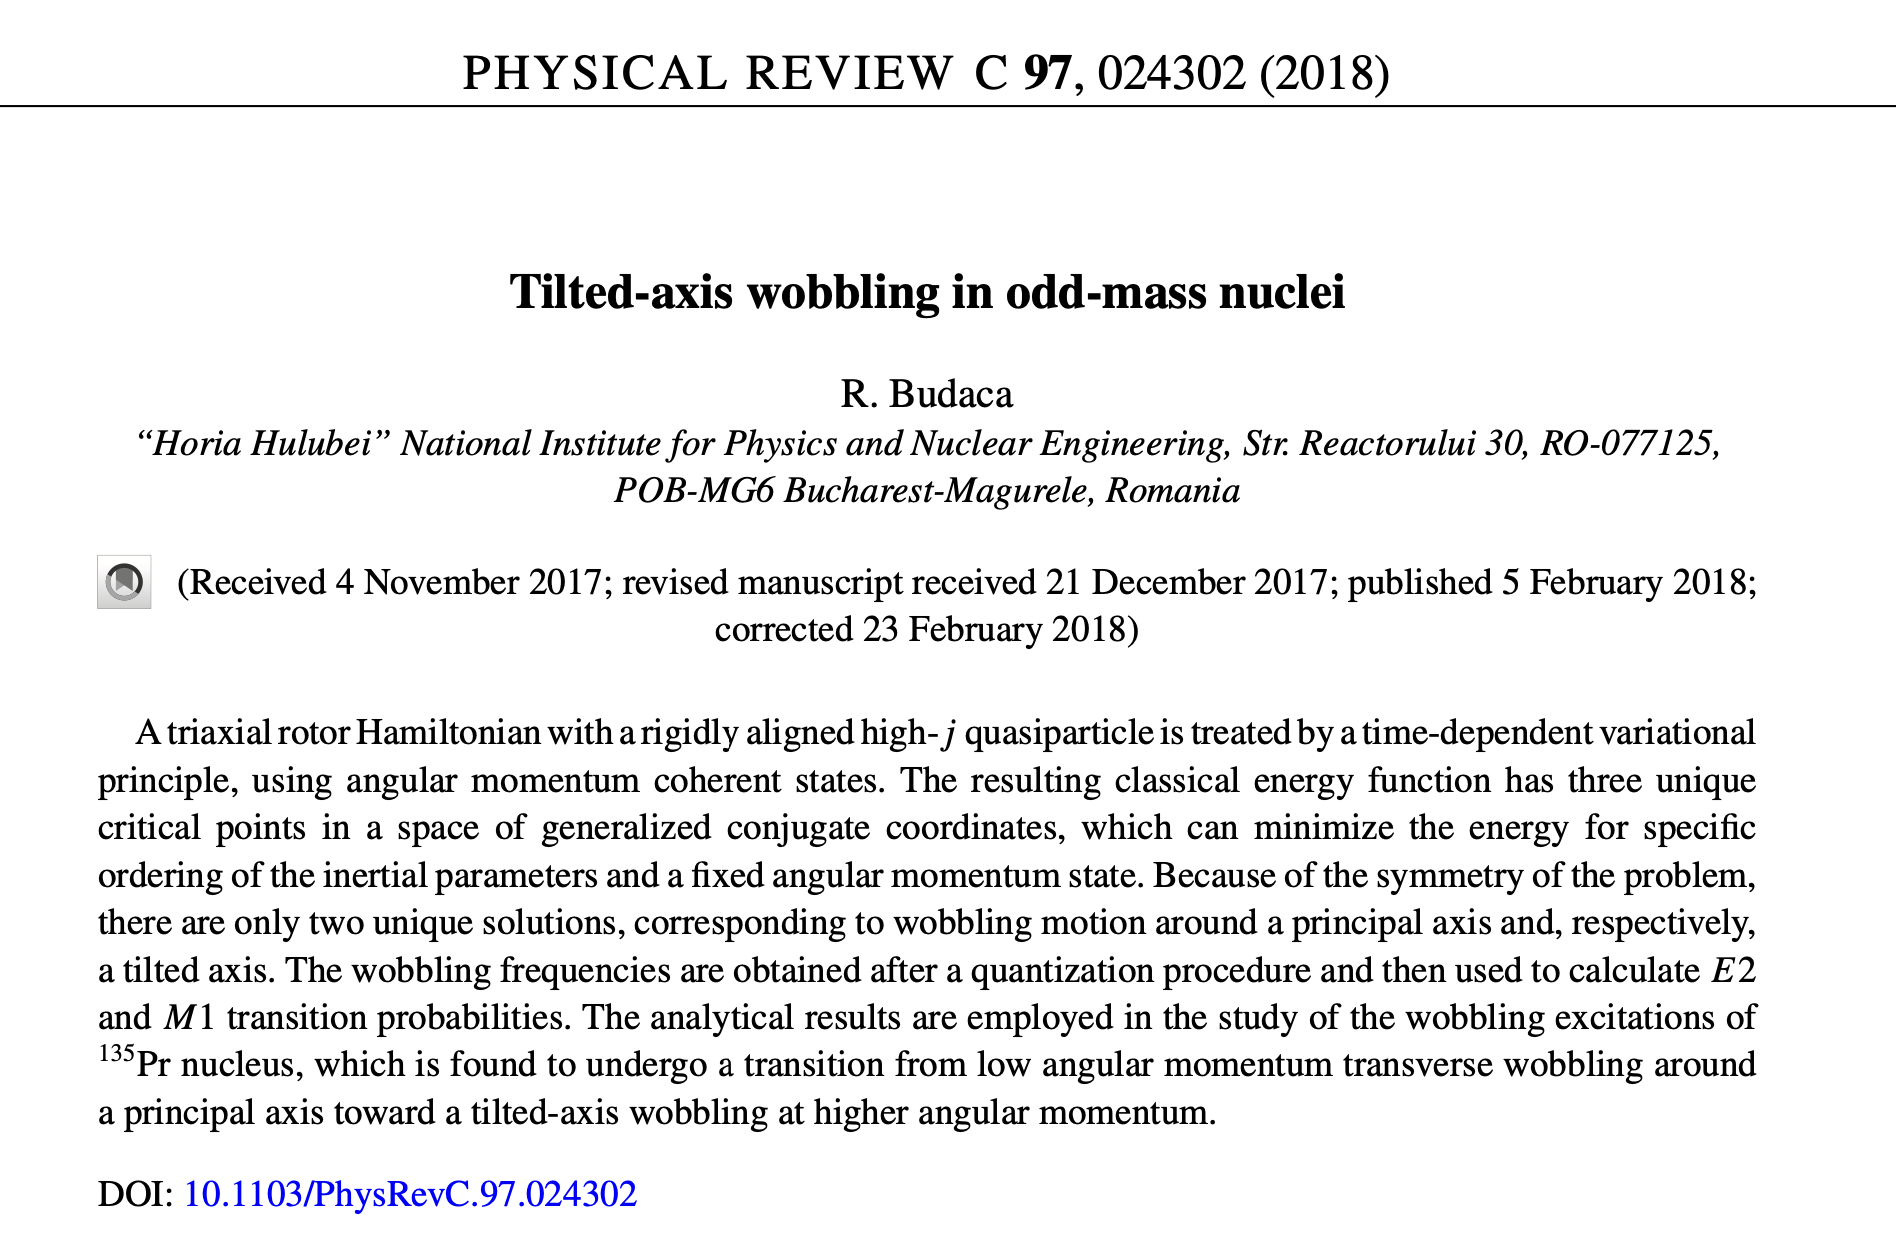 PHYSICAL REVIEW C 97, 024302 (2018)
Tilted-axis wobbling in odd-mass nuclei
R. Budaca
“Horia Hulubei” National Institute for Physics and Nuclear Engineering, Str. Reactorului 30, RO-077125,
POB-MG6 Bucharest-Magurele, Romania
(Received 4 November 2017; revised manuscript received 21 December 2017; published 5 February 2018;
corrected 23 February 2018)
A triaxial rotor Hamiltonian with a rigidly aligned high-j quasiparticle is treated by a time-dependent variational
principle, using angular momentum coherent states. The resulting classical energy function has three unique
critical points in a space of generalized conjugate coordinates, which can minimize the energy for specific
ordering of the inertial parameters and a fixed angular momentum state. Because of the symmetry of the problem,
there are only two unique solutions, corresponding to wobbling motion around a principal axis and, respectively,
a tilted axis. The wobbling frequencies are obtained after a quantization procedure and then used to calculate E2
and M1 transition probabilities. The analytical results are employed in the study of the wobbling excitations of
¹³⁵Pr nucleus, which is found to undergo a transition from low angular momentum transverse wobbling around
a principal axis toward a tilted-axis wobbling at higher angular momentum.
DOI: 10.1103/PhysRevC.97.024302